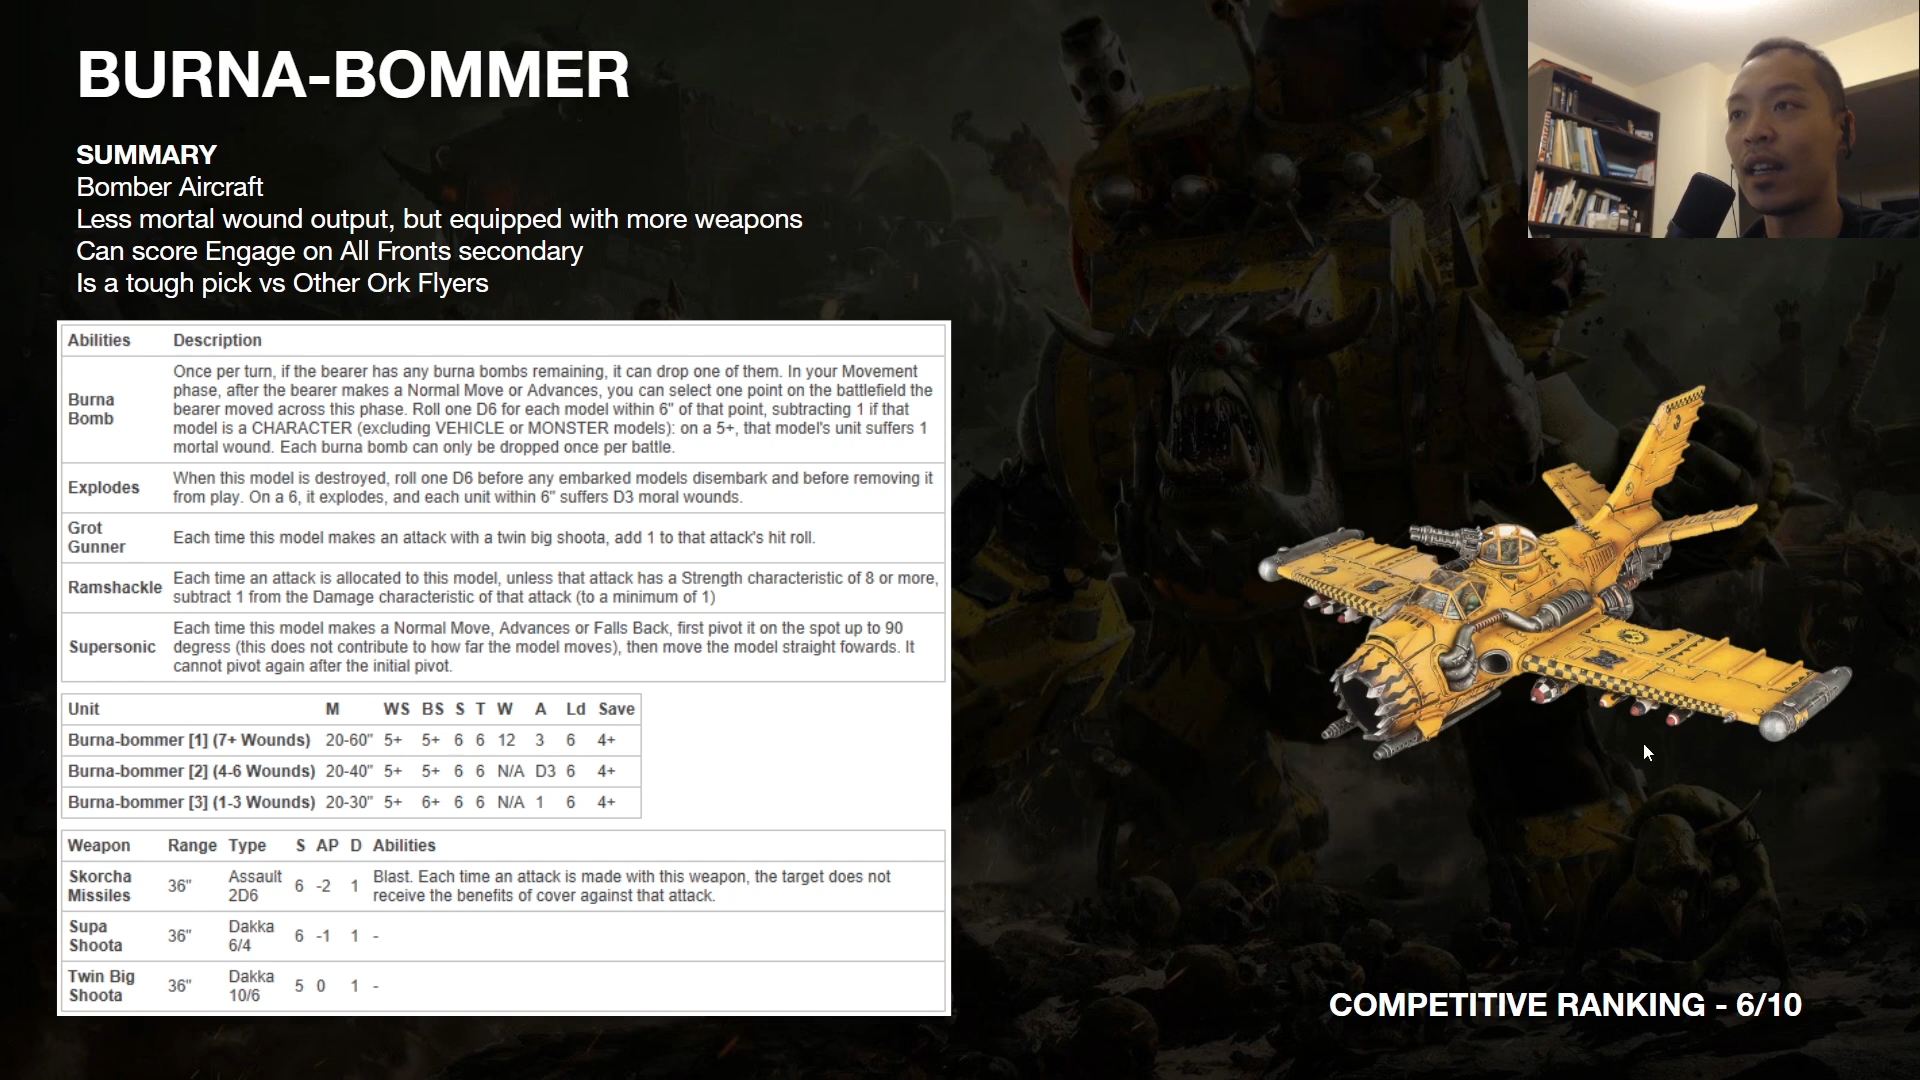 BURNA-BOMMER
SUMMARY
Bomber Aircraft
Less mortal wound output, but equipped with more weapons
Can score Engage on All Fronts secondary
Is a tough pick vs Other Ork Flyers
Abilities Description
Burna Bomb Once per turn, if the bearer has any burna bombs remaining, it can drop one of them. In your Movement
phase, after the bearer makes a Normal Move or Advances, you can select one point on the battlefield the
bearer moved across this phase. Roll one D6 for each model within 6" of that point, subtracting 1 if that
model is a CHARACTER (excluding VEHICLE or MONSTER models): on a 5+, that model's unit suffers 1
mortal wound. Each burna bomb can only be dropped once per battle.
Explodes When this model is destroyed, roll one D6 before any embarked models disembark and before removing it
from play. On a 6, it explodes, and each unit within 6" suffers D3 moral wounds.
Grot Gunner Each time this model makes an attack with a twin big shoota, add 1 to that attack's hit roll.
Ramshackle Each time an attack is allocated to this model, unless that attack has a Strength characteristic of 8 or more,
subtract 1 from the Damage characteristic of that attack (to a minimum of 1)
Supersonic Each time this model makes a Normal Move, Advances or Falls Back, first pivot it on the spot up to 90
degress (this does not contribute to how far the model moves), then move the model straight fowards. It
cannot pivot again after the initial pivot.
Unit M WS BS S T W A Ld Save
Burna-bommer [1] (7+ Wounds) 20-60" 5+ 5+ 6 6 12 3 6 4+
Burna-bommer [2] (4-6 Wounds) 20-40" 5+ 5+ 6 6 N/A D3 6 4+
Burna-bommer [3] (1-3 Wounds) 20-30" 5+ 6+ 6 6 N/A 1 6 4+
Weapon Range Type S AP D Abilities
Skorcha Missiles 36" Assault 2D6 6 -2 1 Blast. Each time an attack is made with this weapon, the target does not
receive the benefits of cover against that attack.
Supa Shoota 36" Dakka 6/4 6 -1 1 -
Twin Big Shoota 36" Dakka 10/6 5 0 1 -
COMPETITIVE RANKING - 6/10